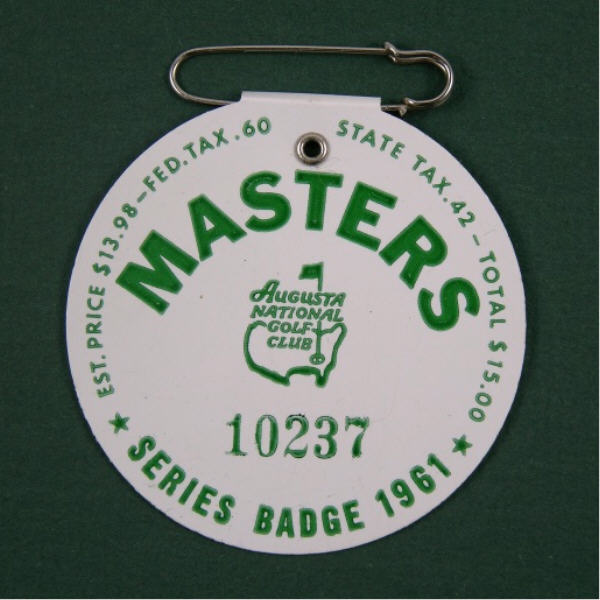 EST. PRICE $13.98–FED. TAX .60 STATE TAX .42 – TOTAL $15.00
MASTERS
AUGUSTA
NATIONAL
GOLF
CLUB
10237
★ SERIES BADGE 1961 ★